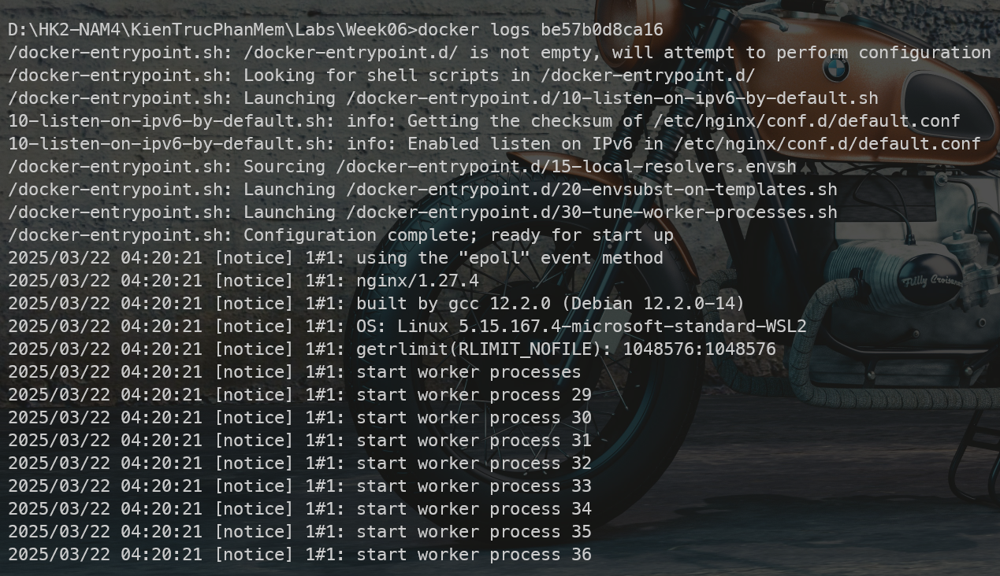 D:\HK2-NAM4\KienTrucPhanMem\Labs\Week06>docker logs be57b0d8ca16
/docker-entrypoint.sh: /docker-entrypoint.d/ is not empty, will attempt to perform configuration
/docker-entrypoint.sh: Looking for shell scripts in /docker-entrypoint.d/
/docker-entrypoint.sh: Launching /docker-entrypoint.d/10-listen-on-ipv6-by-default.sh
10-listen-on-ipv6-by-default.sh: info: Getting the checksum of /etc/nginx/conf.d/default.conf
10-listen-on-ipv6-by-default.sh: info: Enabled listen on IPv6 in /etc/nginx/conf.d/default.conf
/docker-entrypoint.sh: Sourcing /docker-entrypoint.d/15-local-resolvers.envsh
/docker-entrypoint.sh: Launching /docker-entrypoint.d/20-envsubst-on-templates.sh
/docker-entrypoint.sh: Launching /docker-entrypoint.d/30-tune-worker-processes.sh
/docker-entrypoint.sh: Configuration complete; ready for start up
2025/03/22 04:20:21 [notice] 1#1: using the "epoll" event method
2025/03/22 04:20:21 [notice] 1#1: nginx/1.27.4
2025/03/22 04:20:21 [notice] 1#1: built by gcc 12.2.0 (Debian 12.2.0-14)
2025/03/22 04:20:21 [notice] 1#1: OS: Linux 5.15.167.4-microsoft-standard-WSL2
2025/03/22 04:20:21 [notice] 1#1: getrlimit(RLIMIT_NOFILE): 1048576:1048576
2025/03/22 04:20:21 [notice] 1#1: start worker processes
2025/03/22 04:20:21 [notice] 1#1: start worker process 29
2025/03/22 04:20:21 [notice] 1#1: start worker process 30
2025/03/22 04:20:21 [notice] 1#1: start worker process 31
2025/03/22 04:20:21 [notice] 1#1: start worker process 32
2025/03/22 04:20:21 [notice] 1#1: start worker process 33
2025/03/22 04:20:21 [notice] 1#1: start worker process 34
2025/03/22 04:20:21 [notice] 1#1: start worker process 35
2025/03/22 04:20:21 [notice] 1#1: start worker process 36
BMW